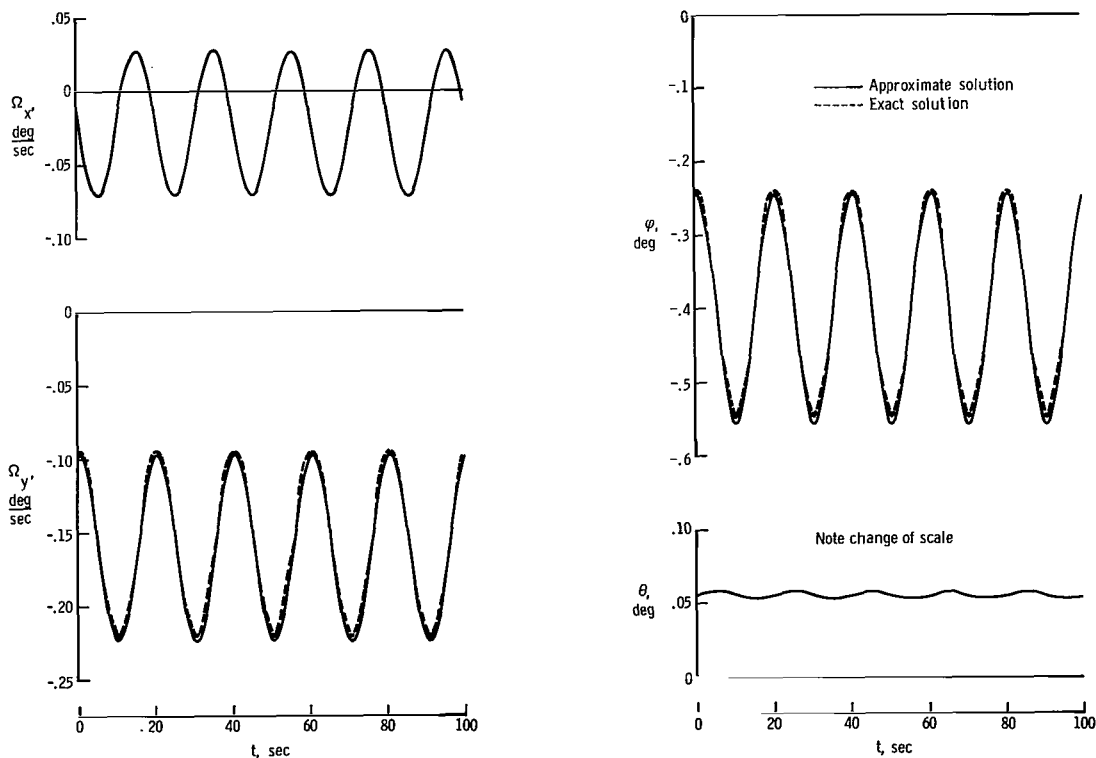 .05
0
-.05
-.10
Ω
x,
deg
sec
0
-.05
-.10
-.15
-.20
-.25
Ω
y,
deg
sec
0 20 40 60 80 100
t, sec
0
-.1
-.2
-.3
-.4
-.5
-.6
φ,
deg
Approximate solution
Exact solution
.10
.05
0
θ,
deg
Note change of scale
0 20 40 60 80 100
t, sec